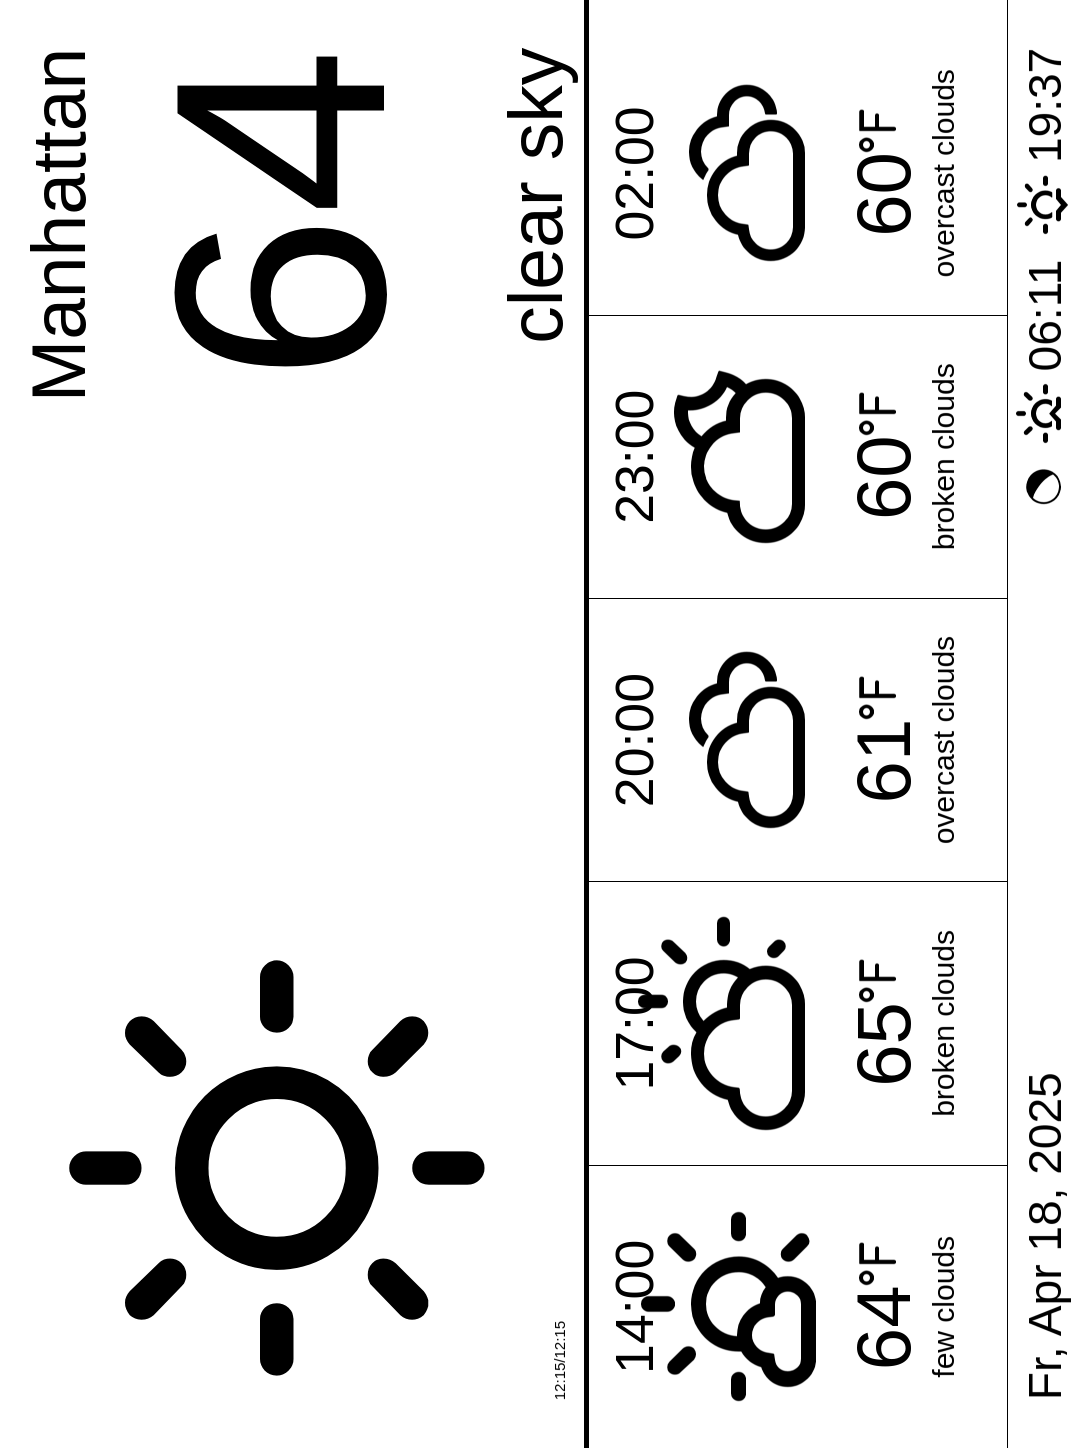 Manhattan
64
clear sky
12:15/12:15
14:00
64°F
few clouds
17:00
65°F
broken clouds
20:00
61°F
overcast clouds
23:00
60°F
broken clouds
02:00
60°F
overcast clouds
Fr, Apr 18, 2025
06:11
19:37